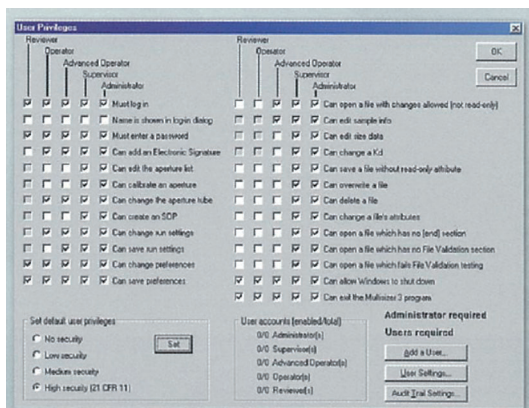 User Privileges
Reviewer
Operator
Advanced Operator
Supervisor
Administrator
Must log in
Name is shown in log-in dialog
Must enter a password
Can add an Electronic Signature
Can edit the aperture list
Can calibrate an aperture
Can change the aperture tube
Can create an SOP
Can change run settings
Can save run settings
Can change preferences
Can save preferences
Reviewer
Operator
Advanced Operator
Supervisor
Administrator
Can open a file with changes allowed (not read-only)
Can edit sample info
Can edit size data
Can change a Kd
Can save a file without read-only attribute
Can overwrite a file
Can delete a file
Can change a file's attributes
Can open a file which has no [end] section
Can open a file which has no File Validation section
Can open a file which fails File Validation testing
Can allow Windows to shut down
Can exit the Multisizer 3 program
OK
Cancel
Set default user privileges
No security
Low security
Medium security
High security (21 CFR 11)
Set
User accounts (enabled/total)
0/0 Administrator(s)
0/0 Supervisor(s)
0/0 Advanced Operator(s)
0/0 Operator(s)
0/0 Reviewer(s)
Administrator required
Users required
Add a User...
User Settings...
Audit Trail Settings...